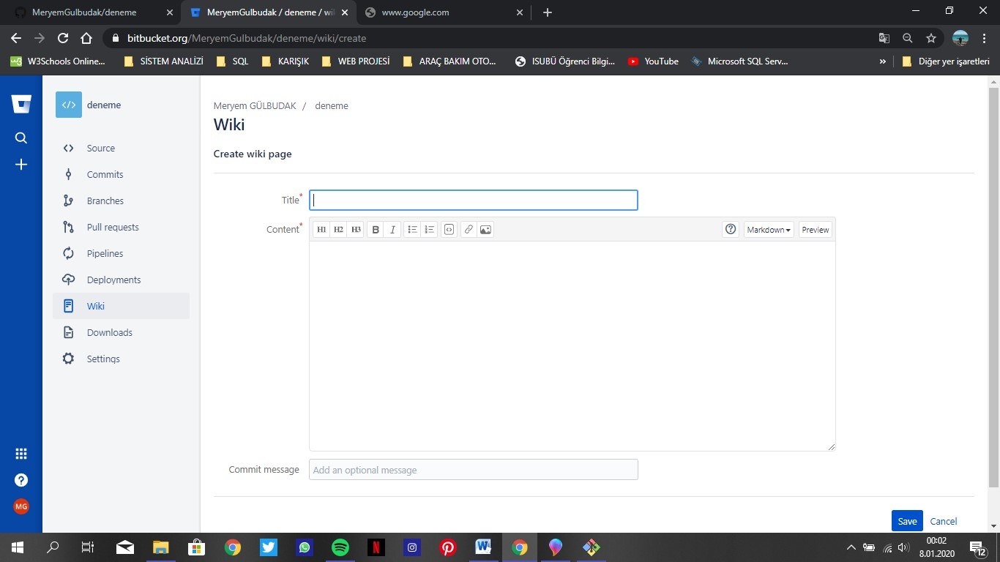 MeryemGulbudak/deneme
MeryemGulbudak / deneme / wi
www.google.com
bitbucket.org/MeryemGulbudak/deneme/wiki/create
W3Schools Online...
SİSTEM ANALİZİ
SQL
KARIŞIK
WEB PROJESİ
ARAÇ BAKIM OTO...
ISUBÜ Öğrenci Bilgi...
YouTube
Microsoft SQL Serv...
»
Diğer yer işaretleri
</> deneme
Source
Commits
Branches
Pull requests
Pipelines
Deployments
Wiki
Downloads
Settings
MG
Meryem GÜLBUDAK / deneme
Wiki
Create wiki page
Title*
Content*
H1 H2 H3 B I
Markdown
Preview
Commit message
Add an optional message
Save
Cancel
00:02
8.01.2020
12